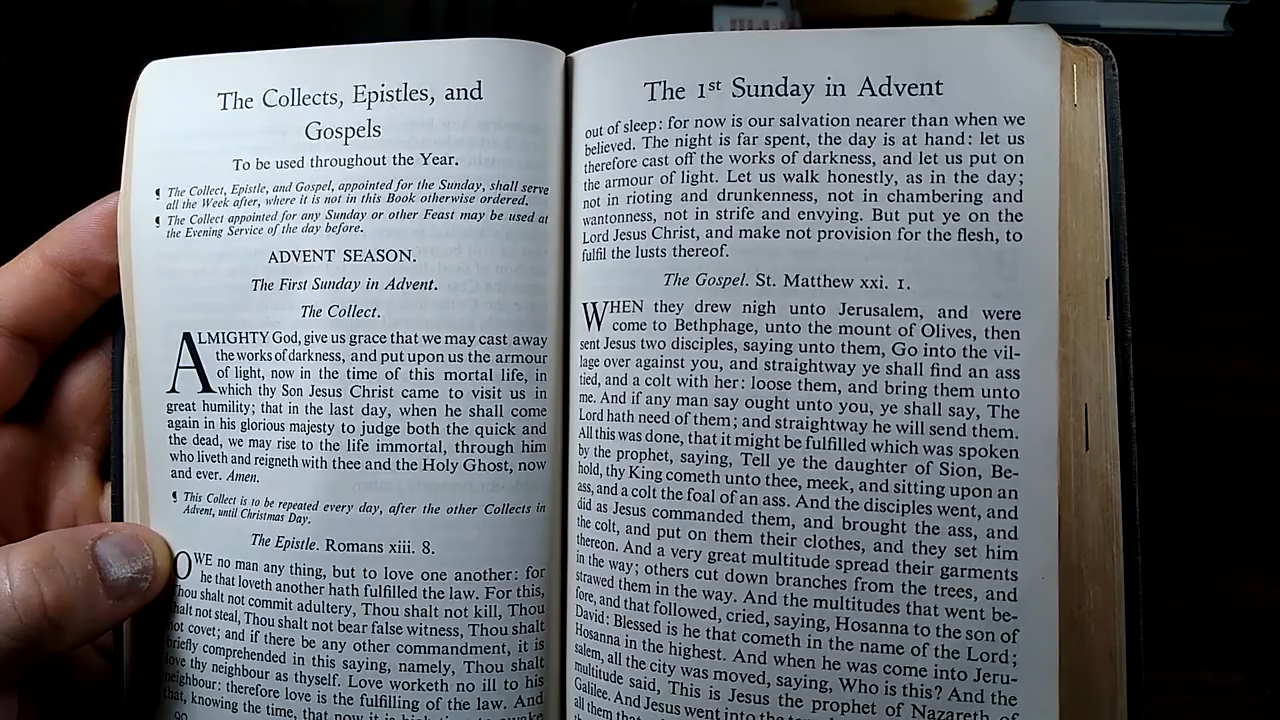 The Collects, Epistles, and
Gospels
To be used throughout the Year.
¶ The Collect, Epistle, and Gospel, appointed for the Sunday, shall serve
all the Week after, where it is not in this Book otherwise ordered.
¶ The Collect appointed for any Sunday or other Feast may be used at
the Evening Service of the day before.
ADVENT SEASON.
The First Sunday in Advent.
The Collect.
ALMIGHTY God, give us grace that we may cast away
the works of darkness, and put upon us the armour
of light, now in the time of this mortal life, in
which thy Son Jesus Christ came to visit us in
great humility; that in the last day, when he shall come
again in his glorious majesty to judge both the quick and
the dead, we may rise to the life immortal, through him
who liveth and reigneth with thee and the Holy Ghost, now
and ever. Amen.
¶ This Collect is to be repeated every day, after the other Collects in
Advent, until Christmas Day.
The Epistle. Romans xiii. 8.
OWE no man any thing, but to love one another: for
he that loveth another hath fulfilled the law. For this,
Thou shalt not commit adultery, Thou shalt not kill, Thou
shalt not steal, Thou shalt not bear false witness, Thou shalt
not covet; and if there be any other commandment, it is
briefly comprehended in this saying, namely, Thou shalt
love thy neighbour as thyself. Love worketh no ill to his
neighbour: therefore love is the fulfilling of the law. And
that, knowing the time, that now it is high time to awake
90
The 1st Sunday in Advent
out of sleep: for now is our salvation nearer than when we
believed. The night is far spent, the day is at hand: let us
therefore cast off the works of darkness, and let us put on
the armour of light. Let us walk honestly, as in the day;
not in rioting and drunkenness, not in chambering and
wantonness, not in strife and envying. But put ye on the
Lord Jesus Christ, and make not provision for the flesh, to
fulfil the lusts thereof.
The Gospel. St. Matthew xxi. 1.
WHEN they drew nigh unto Jerusalem, and were
come to Bethphage, unto the mount of Olives, then
sent Jesus two disciples, saying unto them, Go into the vil-
lage over against you, and straightway ye shall find an ass
tied, and a colt with her: loose them, and bring them unto
me. And if any man say ought unto you, ye shall say, The
Lord hath need of them; and straightway he will send them.
All this was done, that it might be fulfilled which was spoken
by the prophet, saying, Tell ye the daughter of Sion, Be-
hold, thy King cometh unto thee, meek, and sitting upon an
ass, and a colt the foal of an ass. And the disciples went, and
did as Jesus commanded them, and brought the ass, and
the colt, and put on them their clothes, and they set him
thereon. And a very great multitude spread their garments
in the way; others cut down branches from the trees, and
strawed them in the way. And the multitudes that went be-
fore, and that followed, cried, saying, Hosanna to the son of
David: Blessed is he that cometh in the name of the Lord;
Hosanna in the highest. And when he was come into Jeru-
salem, all the city was moved, saying, Who is this? And the
multitude said, This is Jesus the prophet of Nazareth of
Galilee. And Jesus went into the
all them that